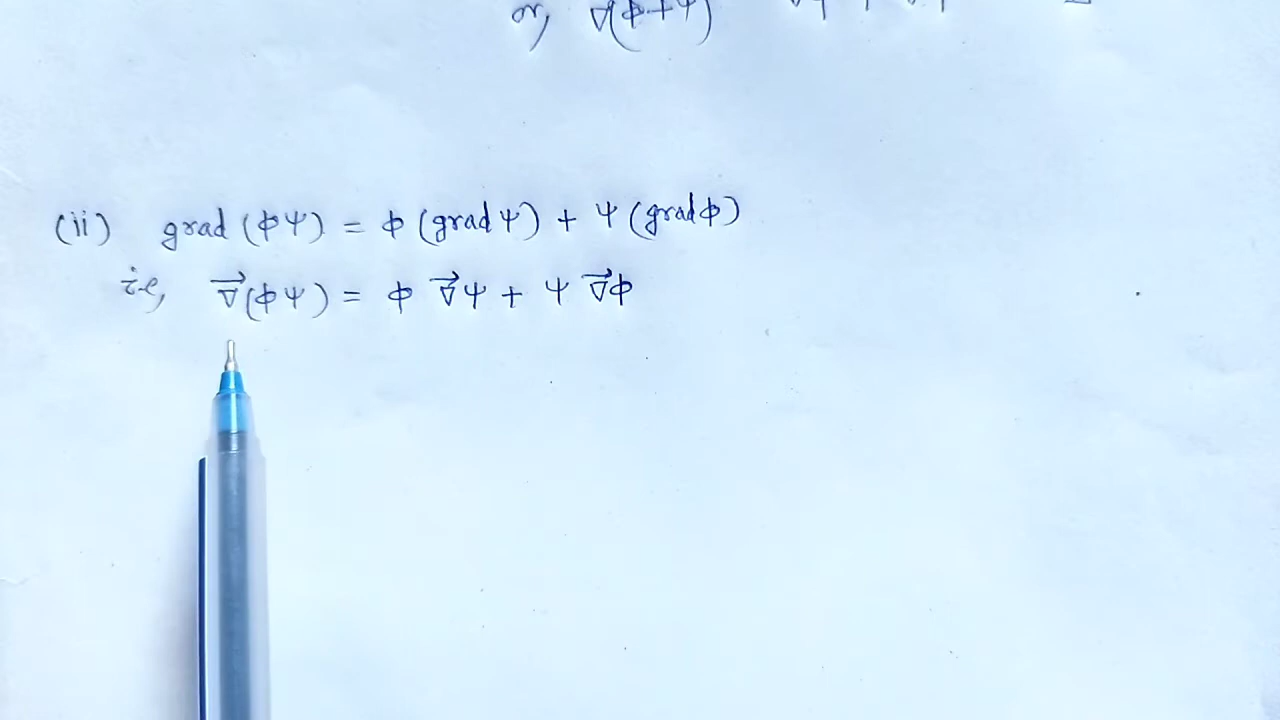 or, ∇(ϕ+Ψ)
(ii) grad (ϕΨ) = ϕ (grad Ψ) + Ψ (grad ϕ)
i.e, ∇⃗(ϕΨ) = ϕ ∇⃗Ψ + Ψ ∇⃗ϕ